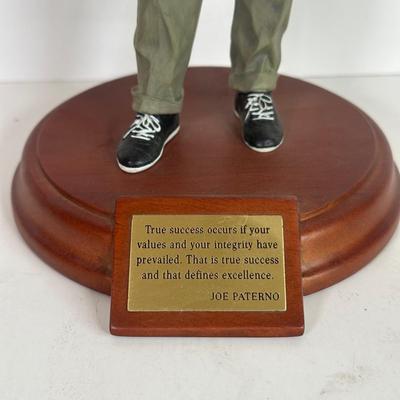 True success occurs if your
values and your integrity have
prevailed. That is true success
and that defines excellence.
JOE PATERNO